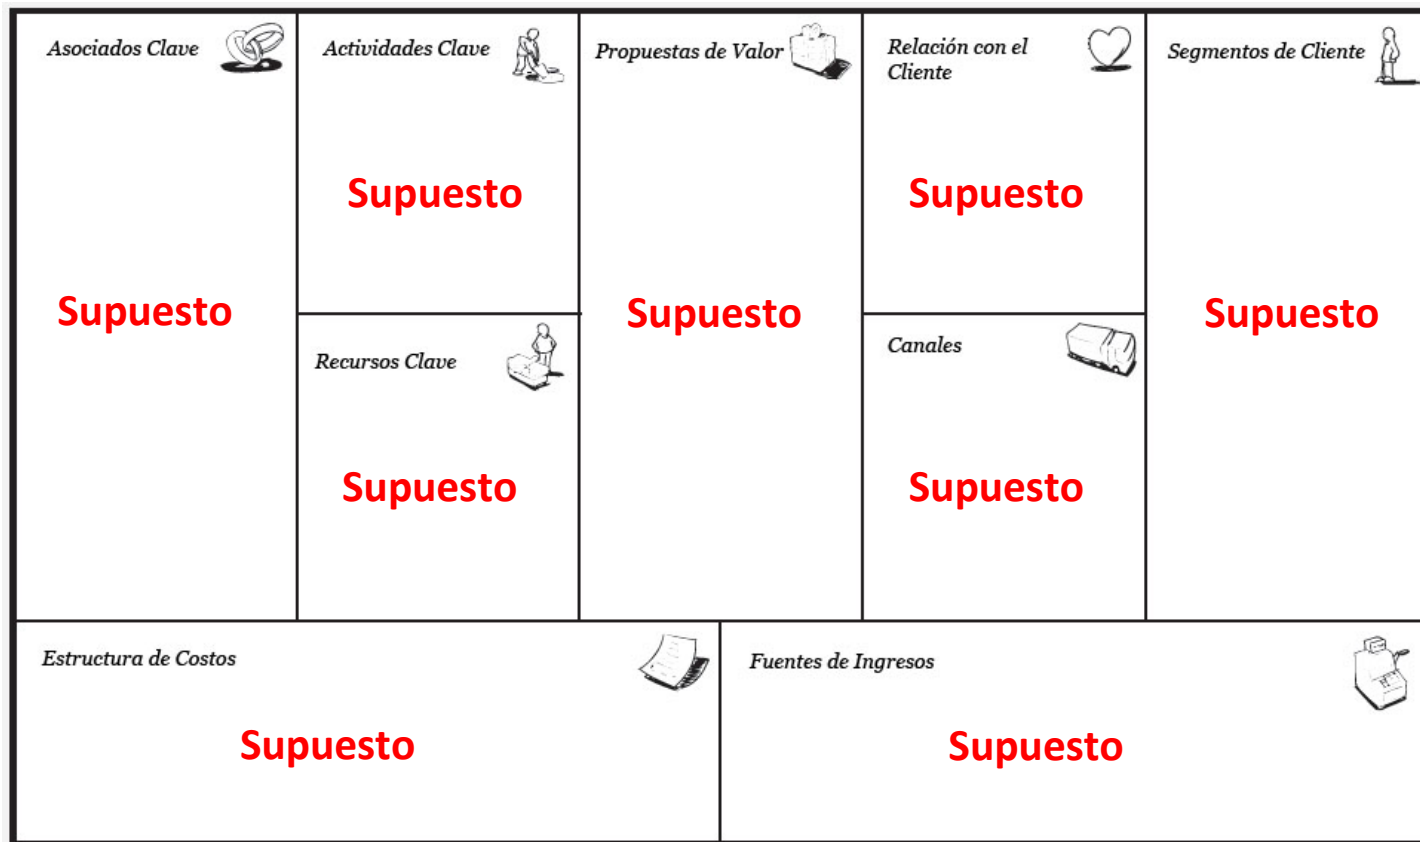 Asociados Clave
Supuesto
Actividades Clave
Supuesto
Recursos Clave
Supuesto
Propuestas de Valor
Supuesto
Relación con el
Cliente
Supuesto
Canales
Supuesto
Segmentos de Cliente
Supuesto
Estructura de Costos
Supuesto
Fuentes de Ingresos
Supuesto